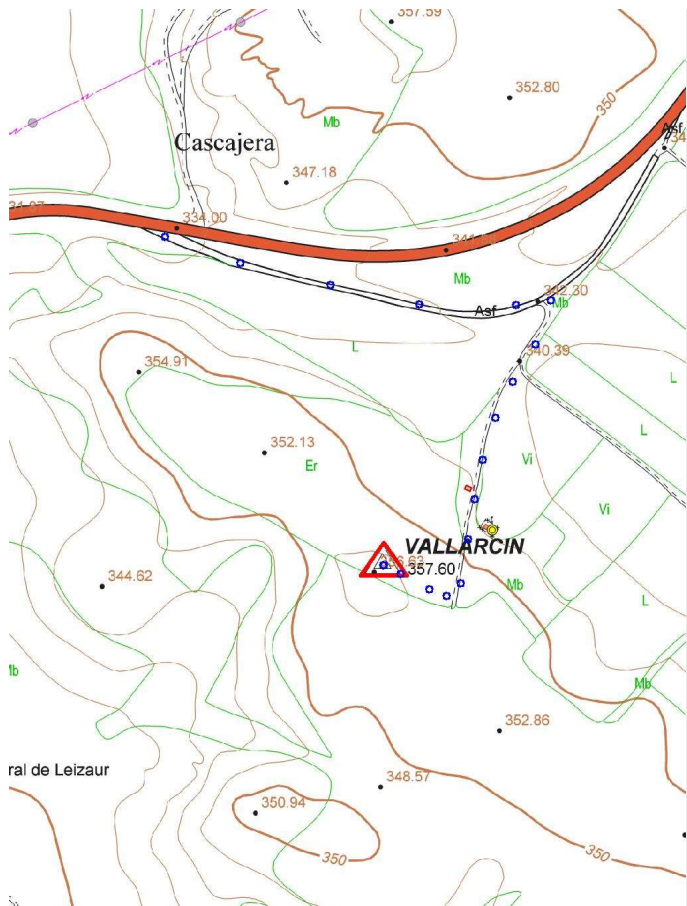 357.59
352.80
350
Mb
Asf
Cascajera
347.18
334.00
Mb
342.30
Asf
Mb
340.39
L
354.91
L
352.13
L
Er
Vi
Vi
VALLARCIN
357.60
344.62
Mb
L
Mb
352.86
ral de Leizaur
348.57
350.94
350
350